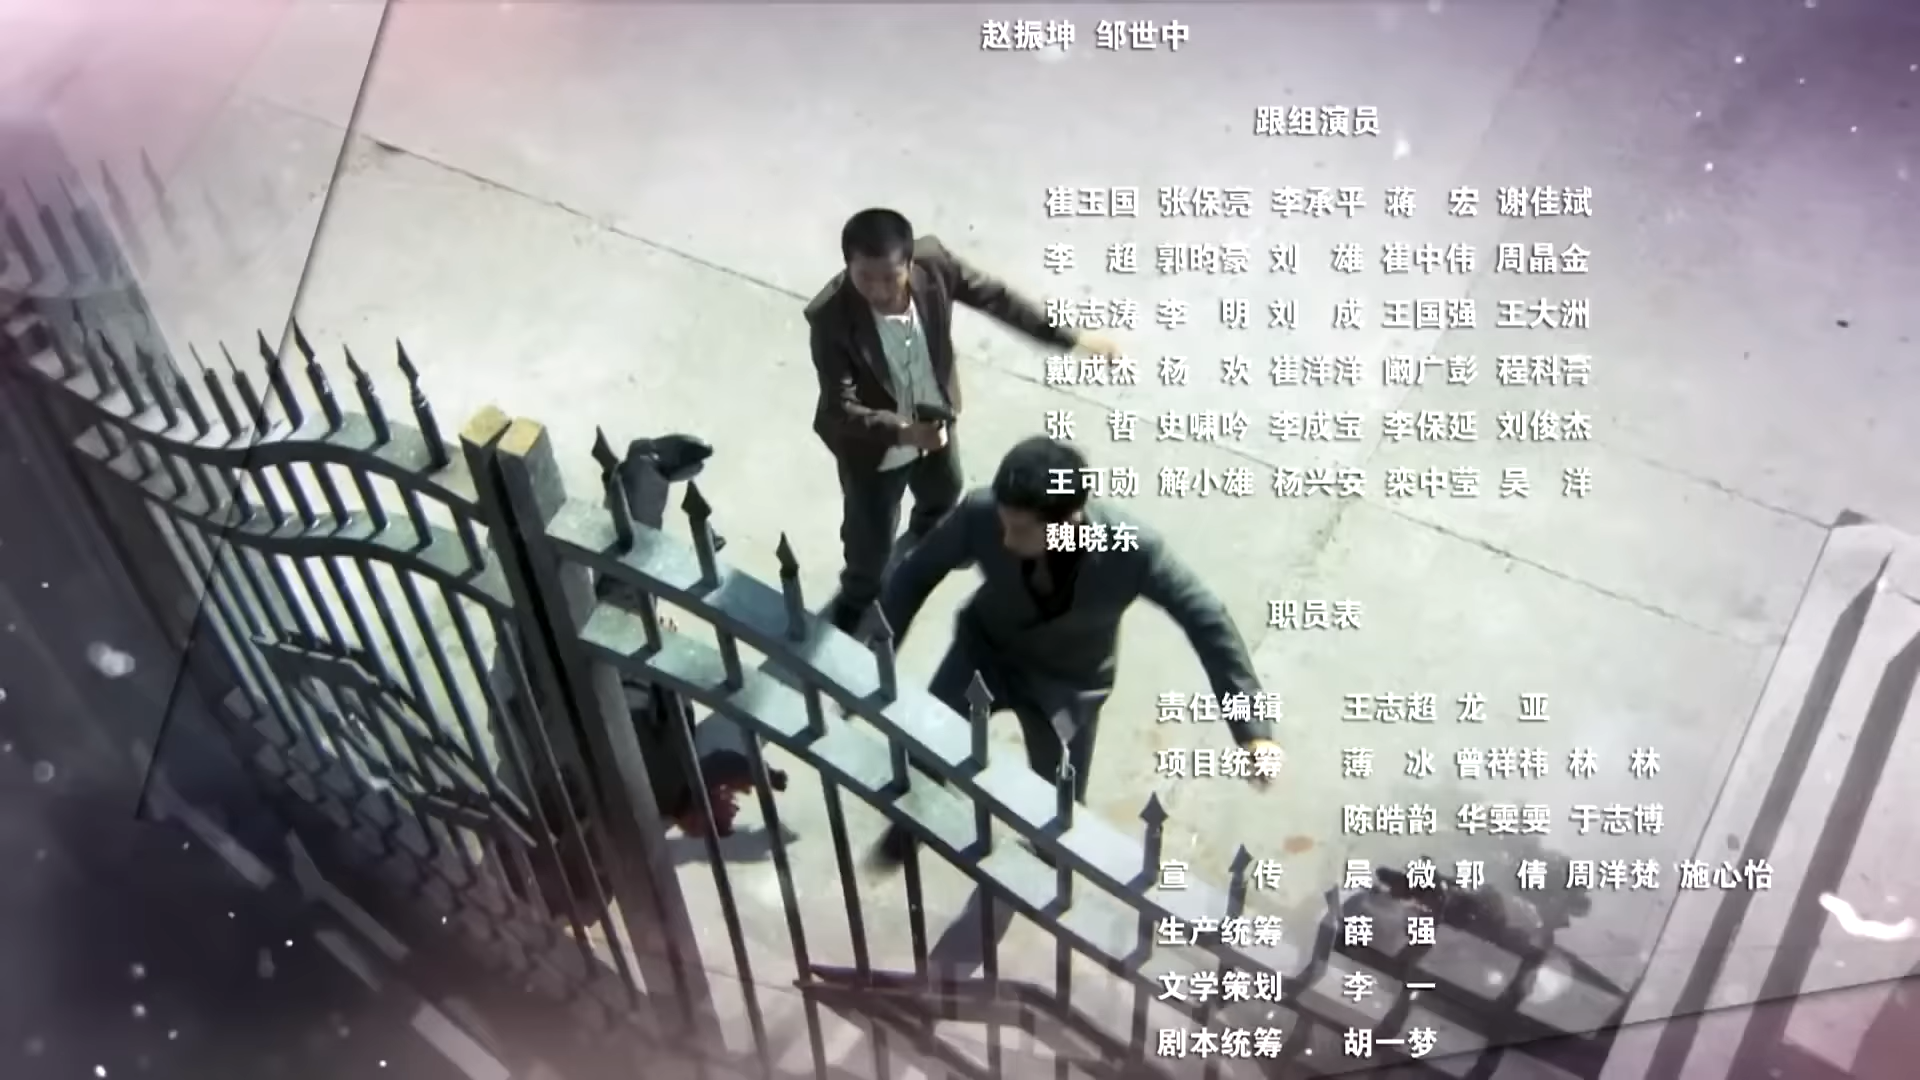 赵振坤 邹世中
跟组演员
崔玉国 张保亮 李承平 蒋 宏 谢佳斌
李 超 郭昀豪 刘 雄 崔中伟 周晶金
张志涛 李 明 刘 成 王国强 王大洲
戴成杰 杨 欢 崔洋洋 阚广彭 程科亮
张 哲 史啸吟 李成宝 李保延 刘俊杰
王可勋 解小雄 杨兴安 栾中莹 吴 洋
魏晓东
职员表
责任编辑 王志超 龙 亚
项目统筹 薄 冰 曾祥祎 林 林
陈皓韵 华雯雯 于志博
宣 传 晨 微 郭 倩 周洋梵 施心怡
生产统筹 薛 强
文学策划 李 一
剧本统筹 胡一梦